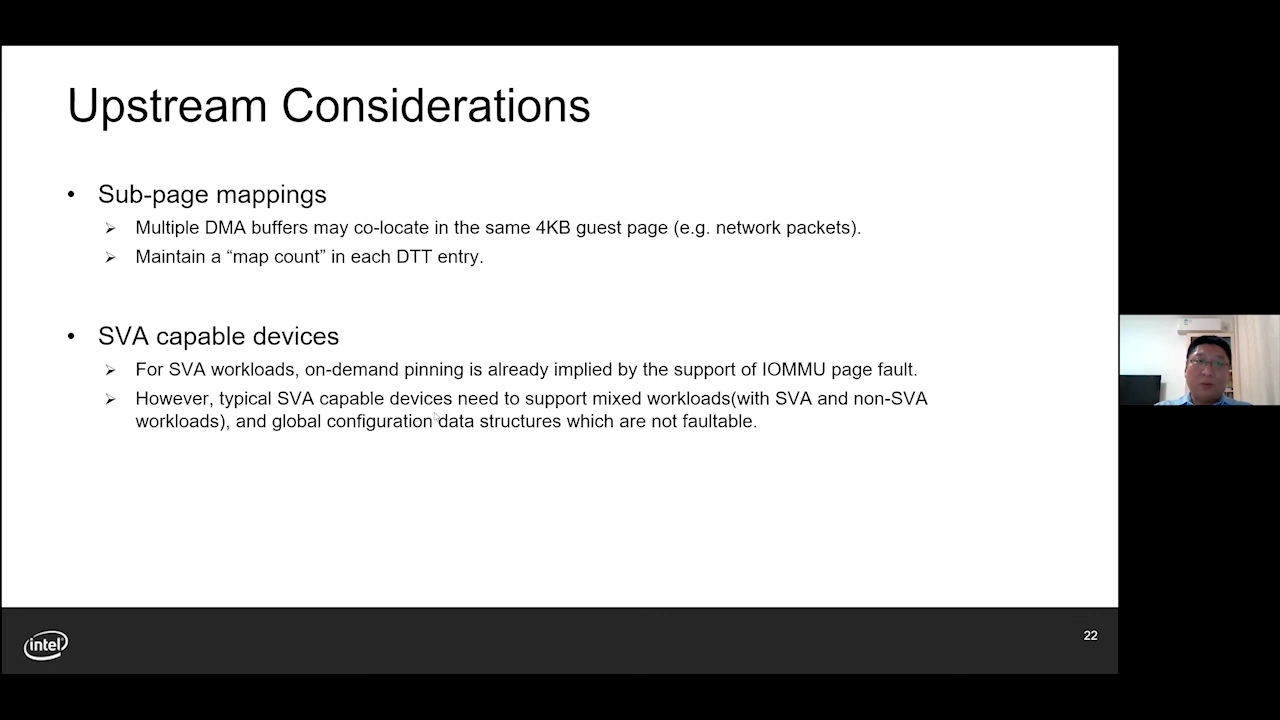 Upstream Considerations
• Sub-page mappings
➢ Multiple DMA buffers may co-locate in the same 4KB guest page (e.g. network packets).
➢ Maintain a “map count” in each DTT entry.
• SVA capable devices
➢ For SVA workloads, on-demand pinning is already implied by the support of IOMMU page fault.
➢ However, typical SVA capable devices need to support mixed workloads(with SVA and non-SVA
workloads), and global configuration data structures which are not faultable.
intel
22